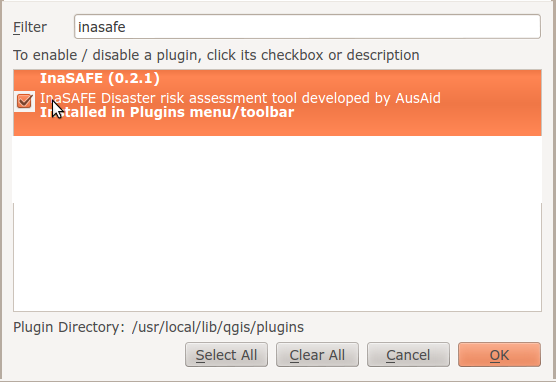 Filter inasafe
To enable / disable a plugin, click its checkbox or description
InaSAFE (0.2.1)
InaSAFE Disaster risk assessment tool developed by AusAid
Installed in Plugins menu/toolbar
Plugin Directory: /usr/local/lib/qgis/plugins
Select All Clear All Cancel OK